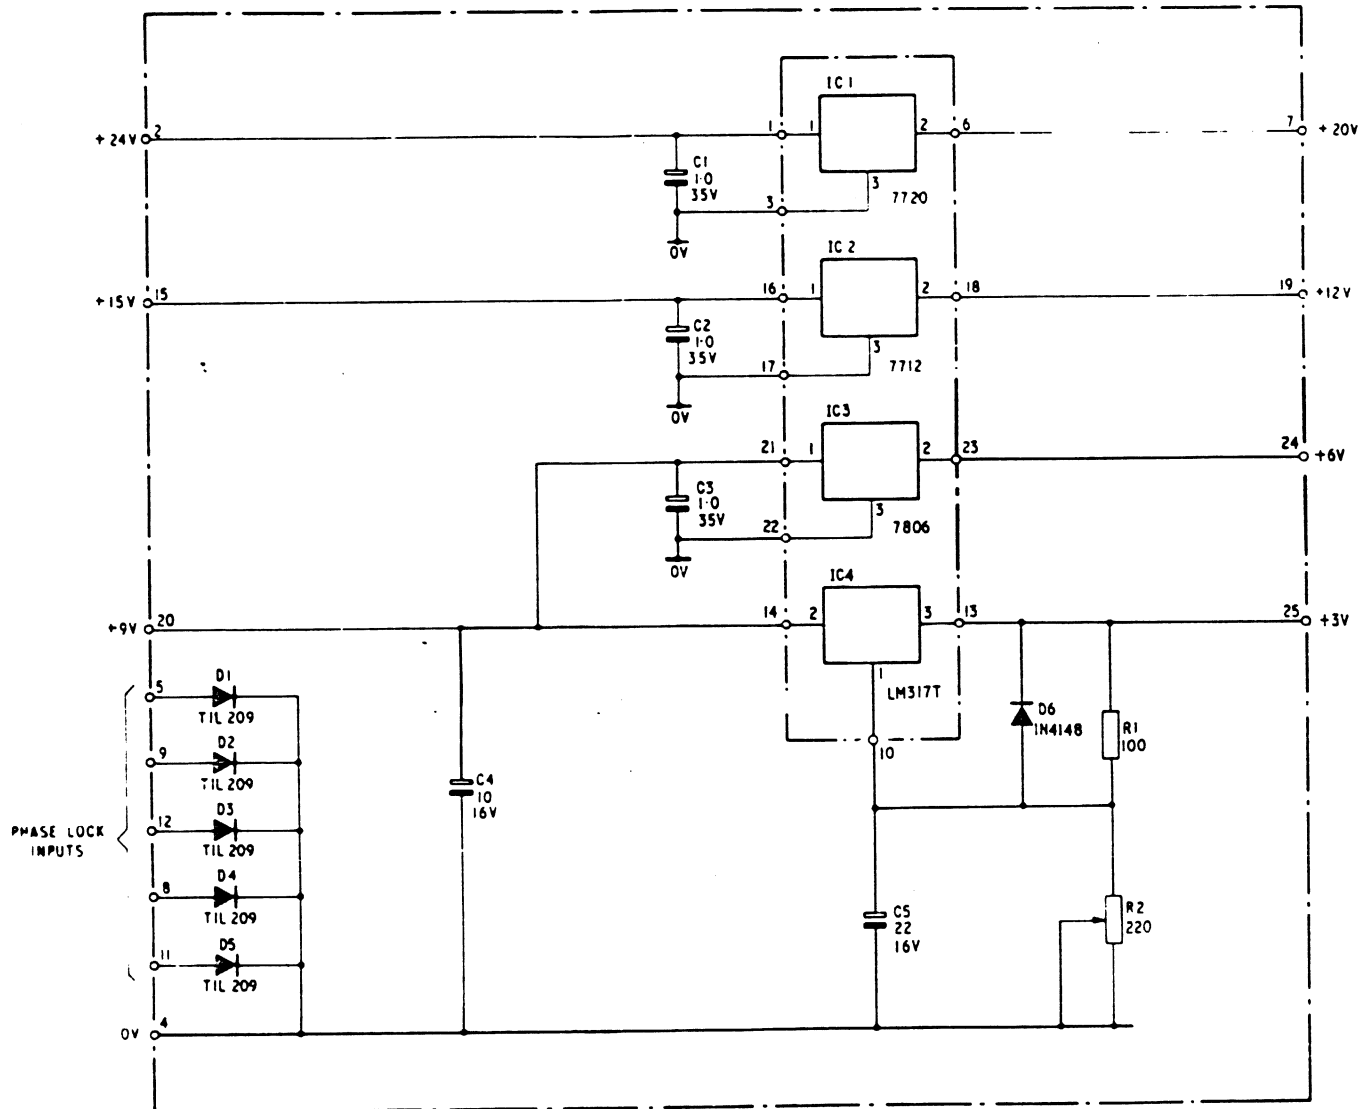 IC1
+24V 2 1 1 2 6 7 +20V
C1
1·0
35V
3
7720
3
0V
IC2
+15V 15 16 1 2 18 19 +12V
C2
1·0
35V
3
7712
17
0V
IC3
21 1 2 23 24 +6V
C3
1·0
35V
3
7806
22
0V
IC4
+9V 20 14 2 3 13 25 +3V
1
LM317T
10
5 D1
TIL 209
9 D2
TIL 209
12 D3
TIL 209
8 D4
TIL 209
11 D5
TIL 209
PHASE LOCK
INPUTS
C4
10
16V
D6
1N4148
R1
100
C5
22
16V
R2
220
0V 4